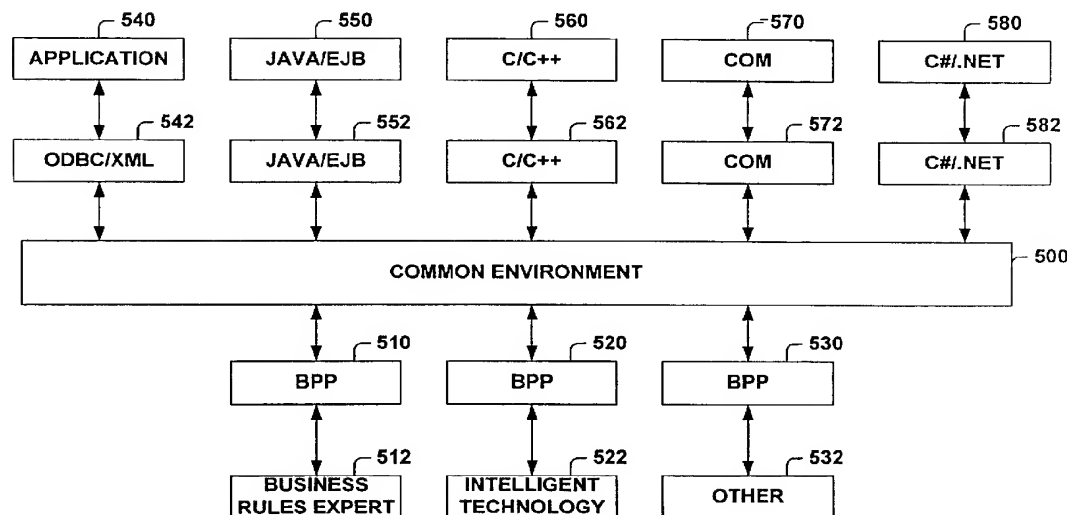 540 550 560 570 580
APPLICATION JAVA/EJB C/C++ COM C#/.NET
542 552 562 572 582
ODBC/XML JAVA/EJB C/C++ COM C#/.NET
COMMON ENVIRONMENT 500
510 520 530
BPP BPP BPP
512 522 532
BUSINESS RULES EXPERT INTELLIGENT TECHNOLOGY OTHER